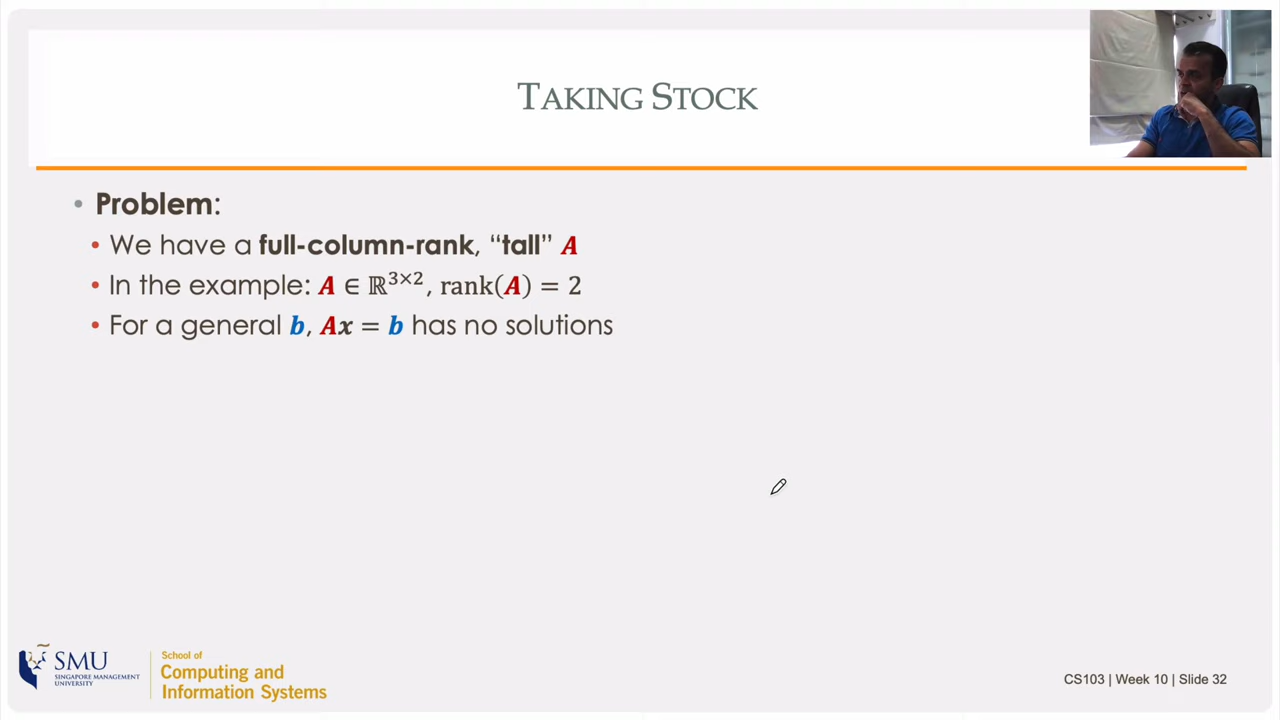 TAKING STOCK
• Problem:
• We have a full-column-rank, “tall” A
• In the example: A ∈ ℝ³ˣ², rank(A) = 2
• For a general b, Ax = b has no solutions
SMU
SINGAPORE MANAGEMENT
UNIVERSITY
School of
Computing and
Information Systems
CS103 | Week 10 | Slide 32